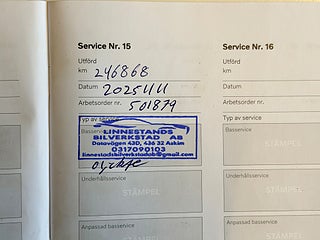 Service Nr. 15
Utförd
km 246868
Datum 20251111
Arbetsorder nr. 501879
Typ av service
Basservice
LINNESTANDS
BILVERKSTAD AB
Datavägen 43D, 436 32 Askim
0317090103
linnestandsbilverkstadab@gmail.com
Underhållsservice
STÄMPEL
Anpassad basservice
Service Nr. 16
Utförd
km
Datum
Arbetsorder nr.
Typ av service
Basservice
STÄMPEL
Underhållsservice
STÄMPEL
Anpassad basservice